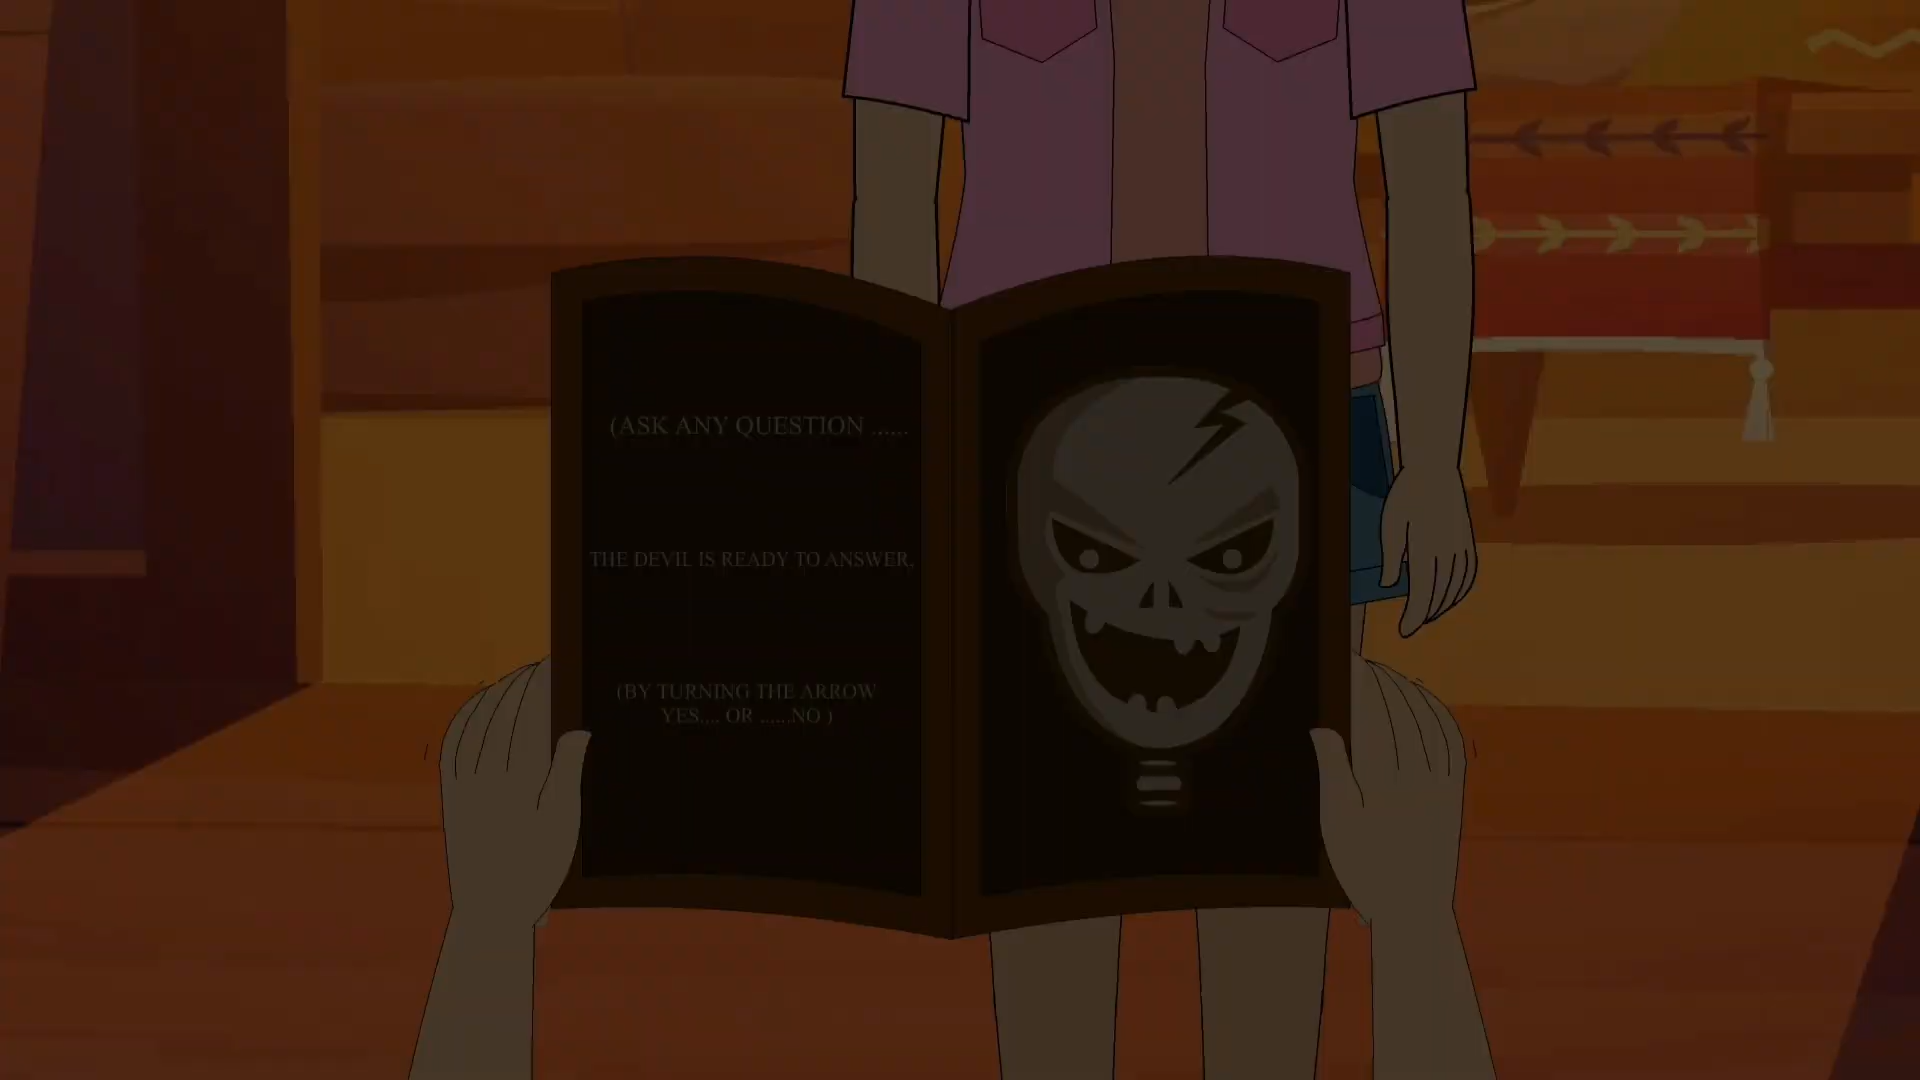 (ASK ANY QUESTION ......
THE DEVIL IS READY TO ANSWER,
(BY TURNING THE ARROW
YES.... OR ......NO )